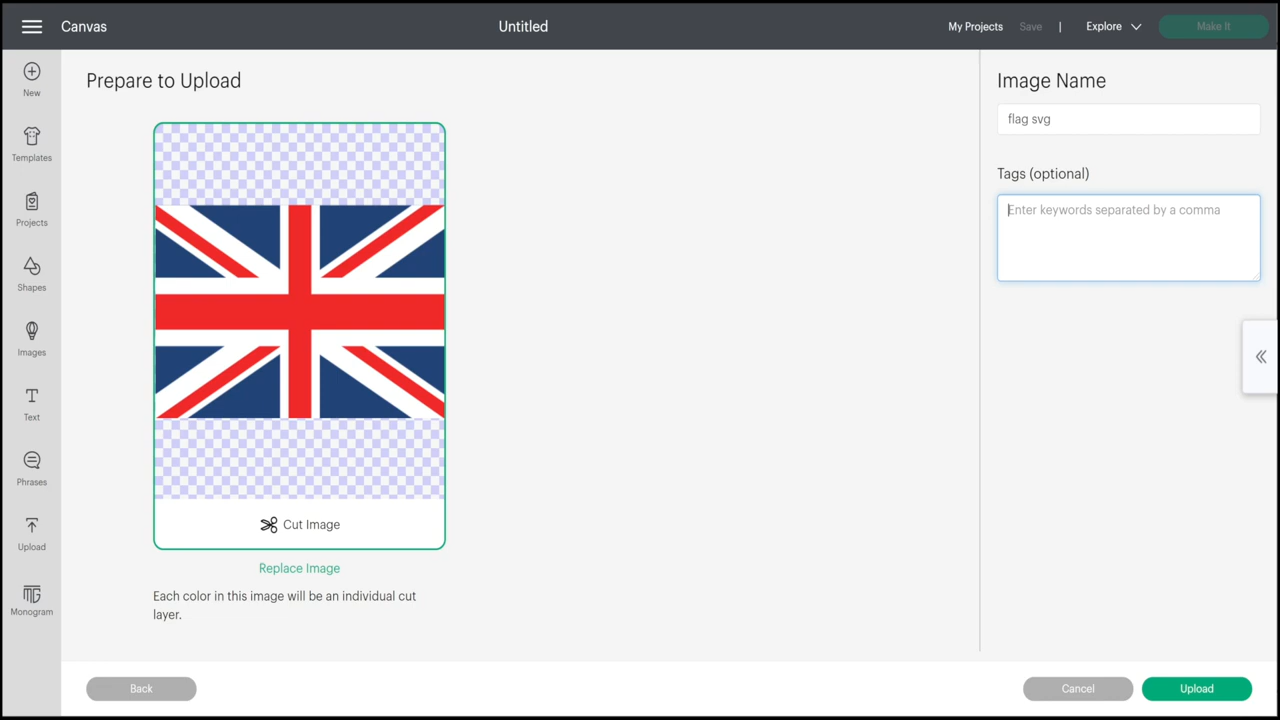 Canvas
Untitled
My Projects
Save
|
Explore
Make It
New
Templates
Projects
Shapes
Images
Text
Phrases
Upload
Monogram
Prepare to Upload
Cut Image
Replace Image
Each color in this image will be an individual cut
layer.
Image Name
flag svg
Tags (optional)
Enter keywords separated by a comma
Back
Cancel
Upload